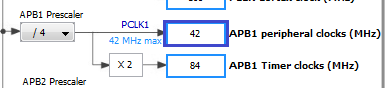 APB1 Prescaler
PCLK1
/ 4
42
APB1 peripheral clocks (MHz)
42 MHz max
X 2
84
APB1 Timer clocks (MHz)
APB2 Prescaler